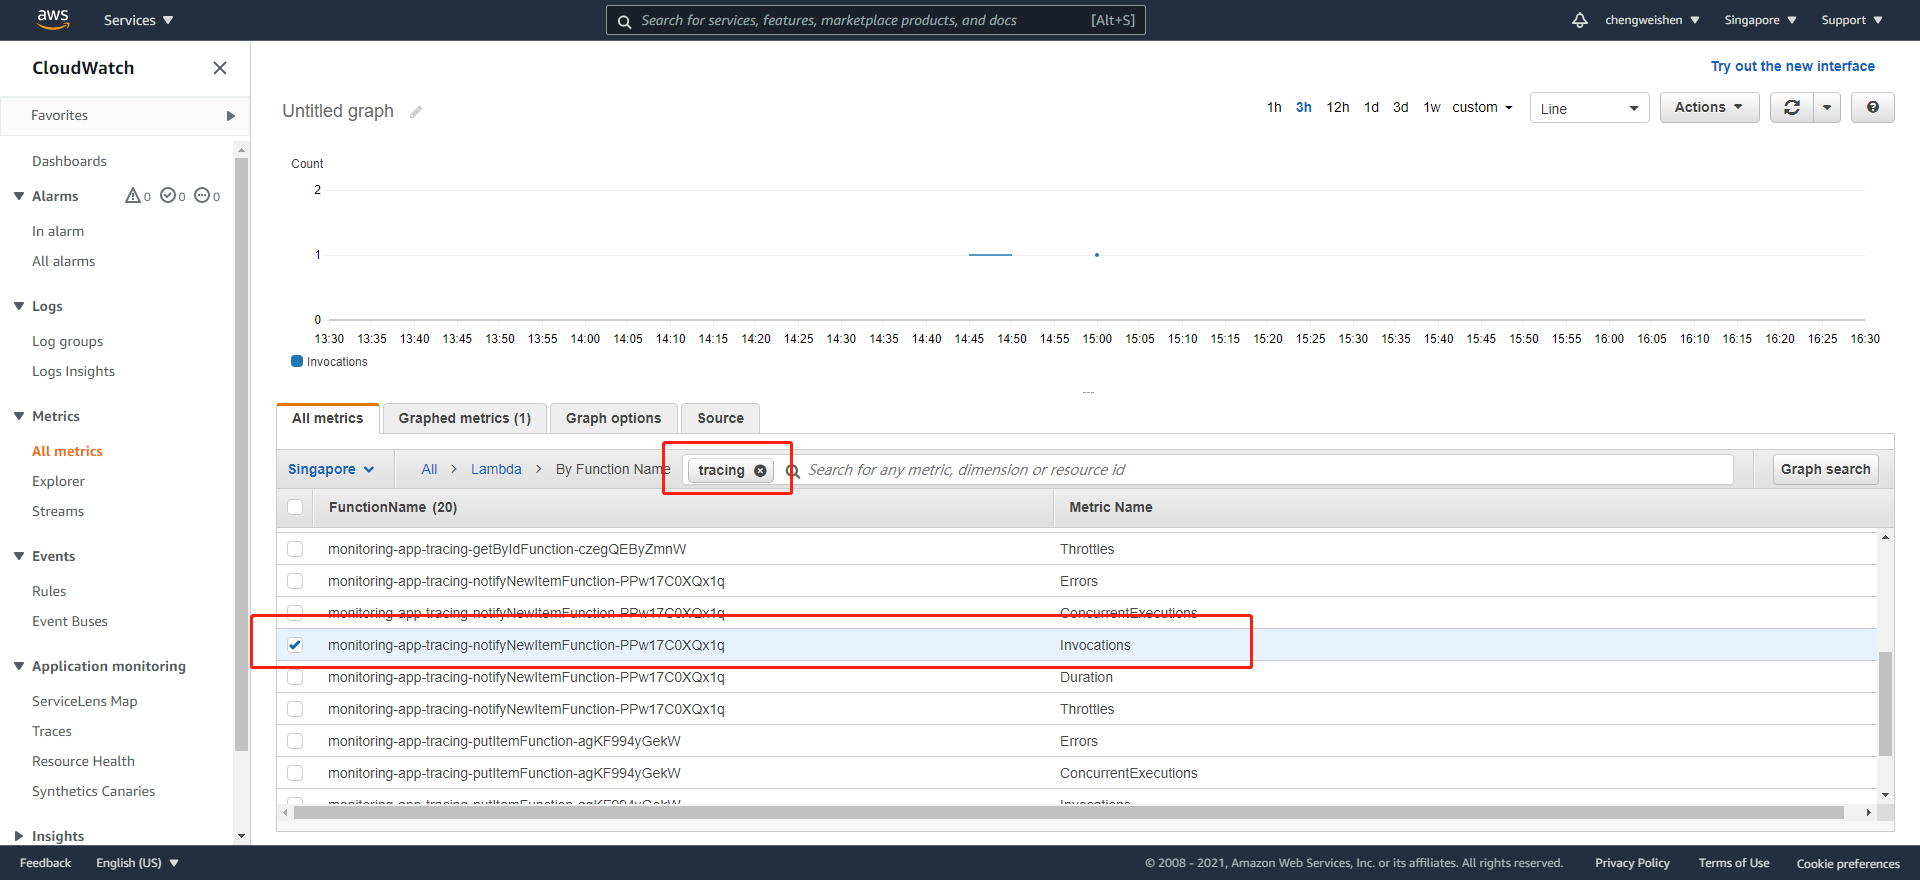 aws Services Search for services, features, marketplace products, and docs [Alt+S] chengweishen Singapore Support
CloudWatch
Favorites
Dashboards
Alarms 0 0 0
In alarm
All alarms
Logs
Log groups
Logs Insights
Metrics
All metrics
Explorer
Streams
Events
Rules
Event Buses
Application monitoring
ServiceLens Map
Traces
Resource Health
Synthetics Canaries
Insights
Try out the new interface
Untitled graph 1h 3h 12h 1d 3d 1w custom Line Actions
Count
2
1
0
13:30 13:35 13:40 13:45 13:50 13:55 14:00 14:05 14:10 14:15 14:20 14:25 14:30 14:35 14:40 14:45 14:50 14:55 15:00 15:05 15:10 15:15 15:20 15:25 15:30 15:35 15:40 15:45 15:50 15:55 16:00 16:05 16:10 16:15 16:20 16:25 16:30
Invocations
All metrics Graphed metrics (1) Graph options Source
Singapore All > Lambda > By Function Name tracing Search for any metric, dimension or resource id Graph search
FunctionName (20) Metric Name
monitoring-app-tracing-getByIdFunction-czegQEByZmnW Throttles
monitoring-app-tracing-notifyNewItemFunction-PPw17C0XQx1q Errors
monitoring-app-tracing-notifyNewItemFunction-PPw17C0XQx1q ConcurrentExecutions
monitoring-app-tracing-notifyNewItemFunction-PPw17C0XQx1q Invocations
monitoring-app-tracing-notifyNewItemFunction-PPw17C0XQx1q Duration
monitoring-app-tracing-notifyNewItemFunction-PPw17C0XQx1q Throttles
monitoring-app-tracing-putItemFunction-agKF994yGekW Errors
monitoring-app-tracing-putItemFunction-agKF994yGekW ConcurrentExecutions
monitoring-app-tracing-putItemFunction-agKF994yGekW Invocations
Feedback English (US) © 2008 - 2021, Amazon Web Services, Inc. or its affiliates. All rights reserved. Privacy Policy Terms of Use Cookie preferences